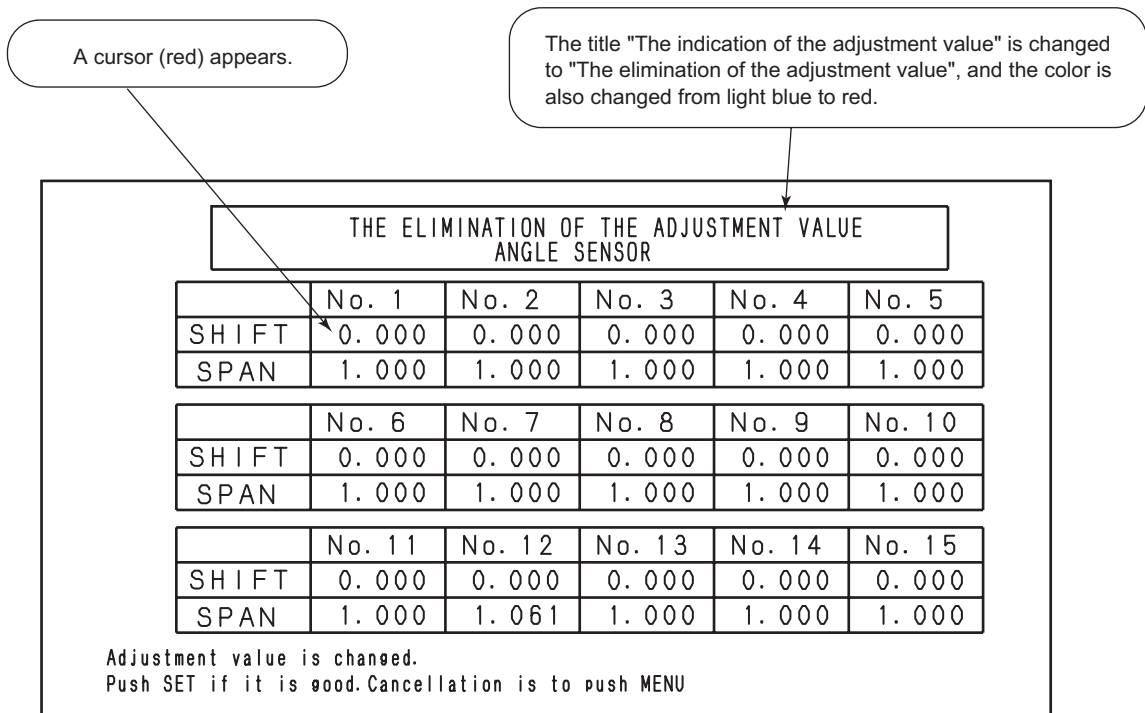 A cursor (red) appears.
The title "The indication of the adjustment value" is changed
to "The elimination of the adjustment value", and the color is
also changed from light blue to red.
THE ELIMINATION OF THE ADJUSTMENT VALUE
ANGLE SENSOR
No. 1 No. 2 No. 3 No. 4 No. 5
SHIFT 0.000 0.000 0.000 0.000 0.000
SPAN 1.000 1.000 1.000 1.000 1.000
No. 6 No. 7 No. 8 No. 9 No. 10
SHIFT 0.000 0.000 0.000 0.000 0.000
SPAN 1.000 1.000 1.000 1.000 1.000
No. 11 No. 12 No. 13 No. 14 No. 15
SHIFT 0.000 0.000 0.000 0.000 0.000
SPAN 1.000 1.061 1.000 1.000 1.000
Adjustment value is changed.
Push SET if it is good.Cancellation is to push MENU